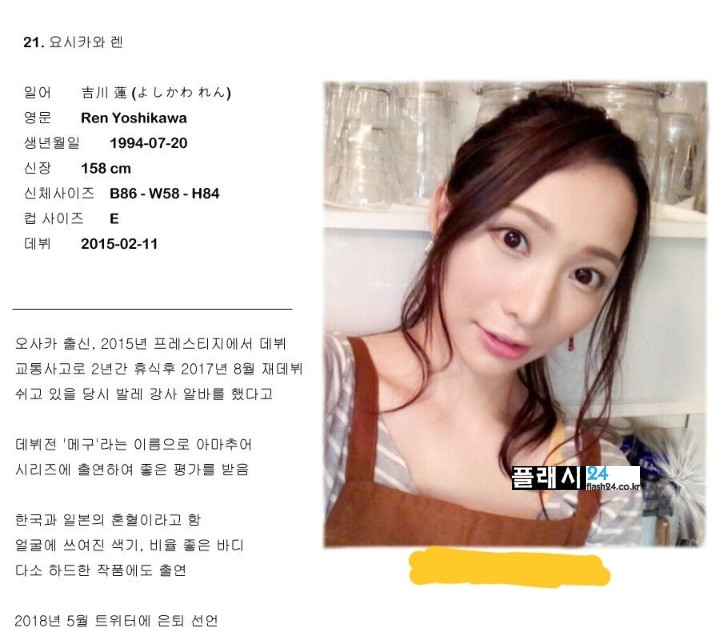 21. 요시카와 렌
일어 吉川 蓮 (よしかわ れん)
영문 Ren Yoshikawa
생년월일 1994-07-20
신장 158 cm
신체사이즈 B86 - W58 - H84
컵 사이즈 E
데뷔 2015-02-11
오사카 출신, 2015년 프레스티지에서 데뷔
교통사고로 2년간 휴식후 2017년 8월 재데뷔
쉬고 있을 당시 발레 강사 알바를 했다고
데뷔전 '메구'라는 이름으로 아마추어
시리즈에 출연하여 좋은 평가를 받음
한국과 일본의 혼혈이라고 함
얼굴에 쓰여진 색기, 비율 좋은 바디
다소 하드한 작품에도 출연
2018년 5월 트위터에 은퇴 선언
플래시 24
flash24.co.kr